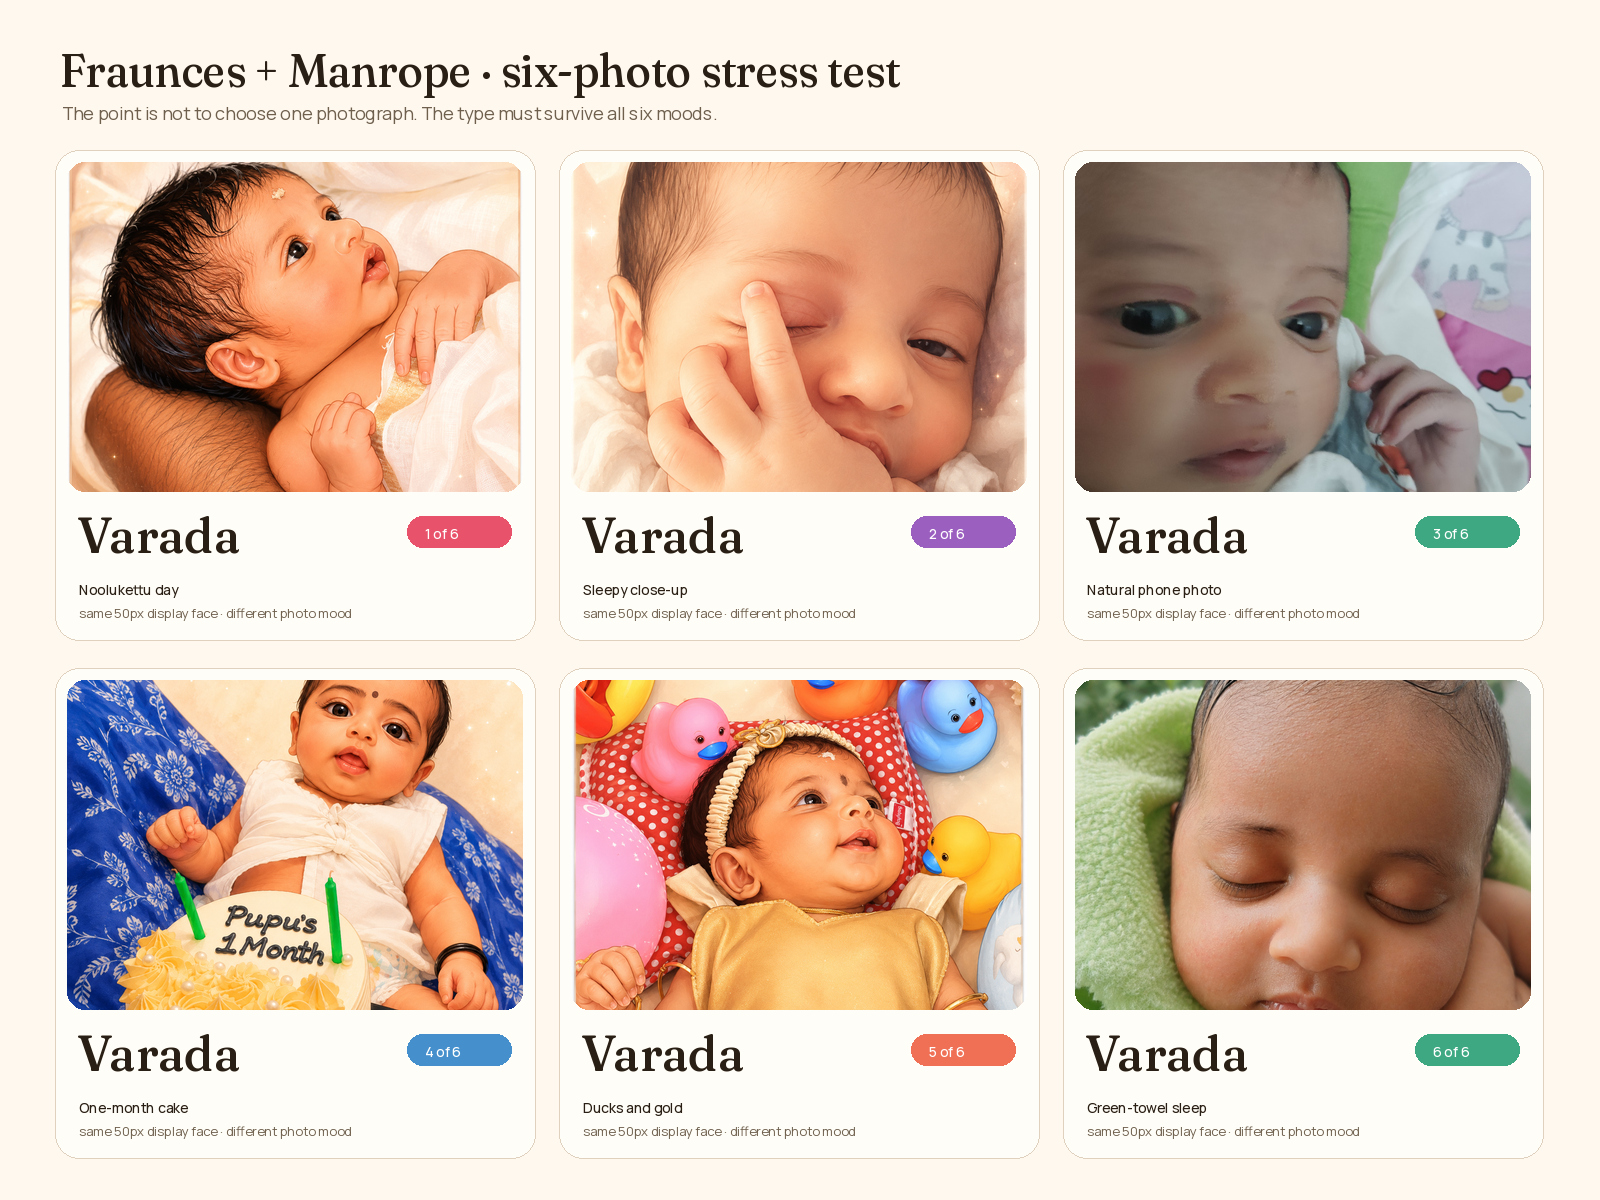 Fraunces + Manrope · six-photo stress test
The point is not to choose one photograph. The type must survive all six moods.
Varada
1 of 6
Noolukettu day
same 50px display face · different photo mood
Varada
2 of 6
Sleepy close-up
same 50px display face · different photo mood
Varada
3 of 6
Natural phone photo
same 50px display face · different photo mood
Pupu's
1 Month
Varada
4 of 6
One-month cake
same 50px display face · different photo mood
Varada
5 of 6
Ducks and gold
same 50px display face · different photo mood
Varada
6 of 6
Green-towel sleep
same 50px display face · different photo mood